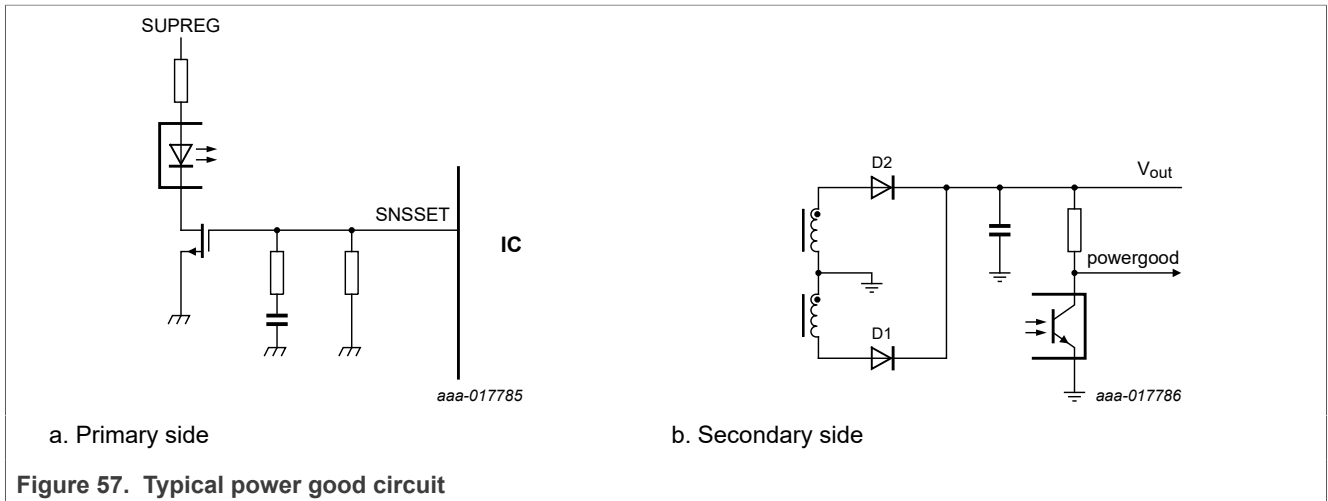 SUPREG
SNSSET
IC
aaa-017785
a. Primary side
D2
Vout
powergood
D1
aaa-017786
b. Secondary side
Figure 57. Typical power good circuit